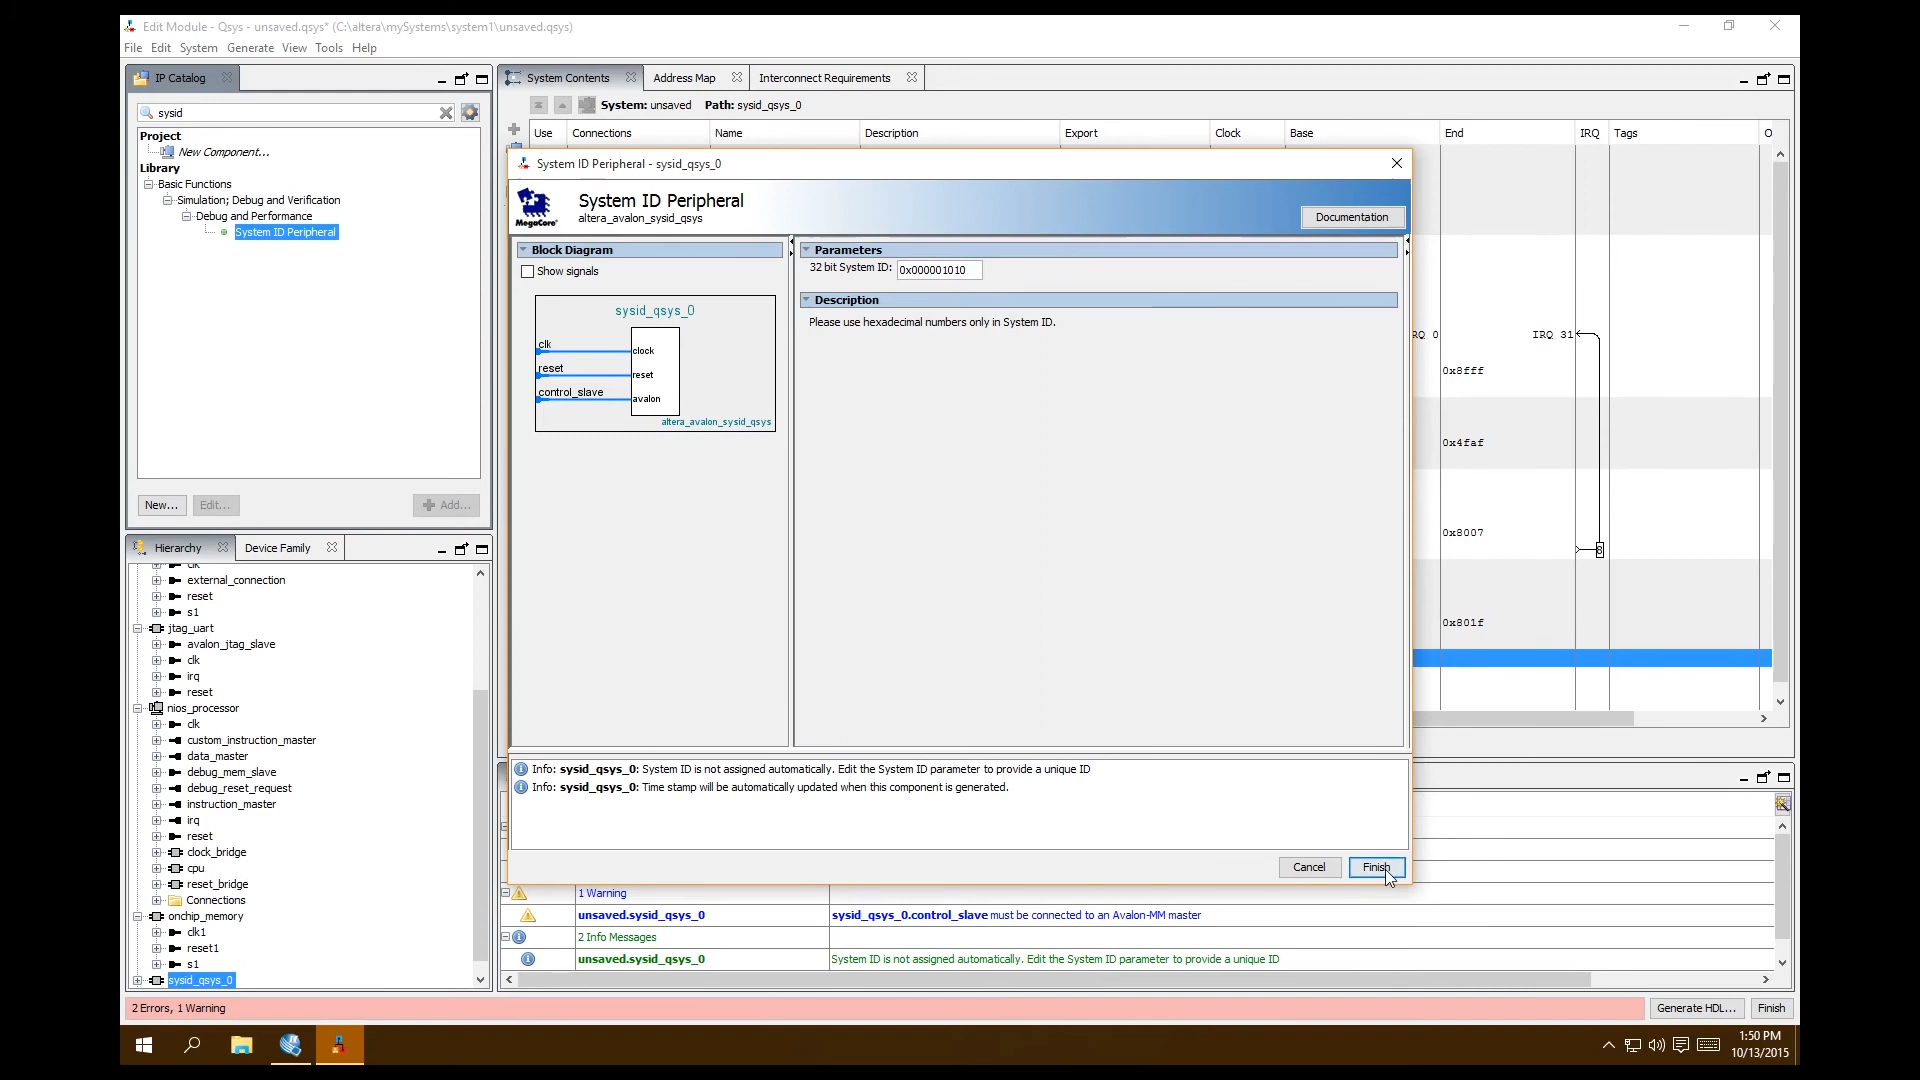 Edit Module - Qsys - unsaved.qsys* (C:\altera\mySystems\system1\unsaved.qsys)
File Edit System Generate View Tools Help
IP Catalog
sysid
Project
New Component...
Library
Basic Functions
Simulation; Debug and Verification
Debug and Performance
System ID Peripheral
New... Edit... Add...
Hierarchy Device Family
clk
external_connection
reset
s1
jtag_uart
avalon_jtag_slave
clk
irq
reset
nios_processor
clk
custom_instruction_master
data_master
debug_mem_slave
debug_reset_request
instruction_master
irq
reset
clock_bridge
cpu
reset_bridge
Connections
onchip_memory
clk1
reset1
s1
sysid_qsys_0
System Contents Address Map Interconnect Requirements
System: unsaved Path: sysid_qsys_0
Use Connections Name Description Export Clock Base End IRQ Tags O
RQ 0 IRQ 31
0x8fff
0x4faf
0x8007
8
0x801f
System ID Peripheral - sysid_qsys_0
System ID Peripheral
altera_avalon_sysid_qsys
MegaCore®
Documentation
Block Diagram
Show signals
sysid_qsys_0
clk
clock
reset
reset
control_slave
avalon
altera_avalon_sysid_qsys
Parameters
32 bit System ID: 0x000001010
Description
Please use hexadecimal numbers only in System ID.
Info: sysid_qsys_0: System ID is not assigned automatically. Edit the System ID parameter to provide a unique ID
Info: sysid_qsys_0: Time stamp will be automatically updated when this component is generated.
Cancel Finish
1 Warning
unsaved.sysid_qsys_0 sysid_qsys_0.control_slave must be connected to an Avalon-MM master
2 Info Messages
unsaved.sysid_qsys_0 System ID is not assigned automatically. Edit the System ID parameter to provide a unique ID
2 Errors, 1 Warning
Generate HDL... Finish
1:50 PM
10/13/2015